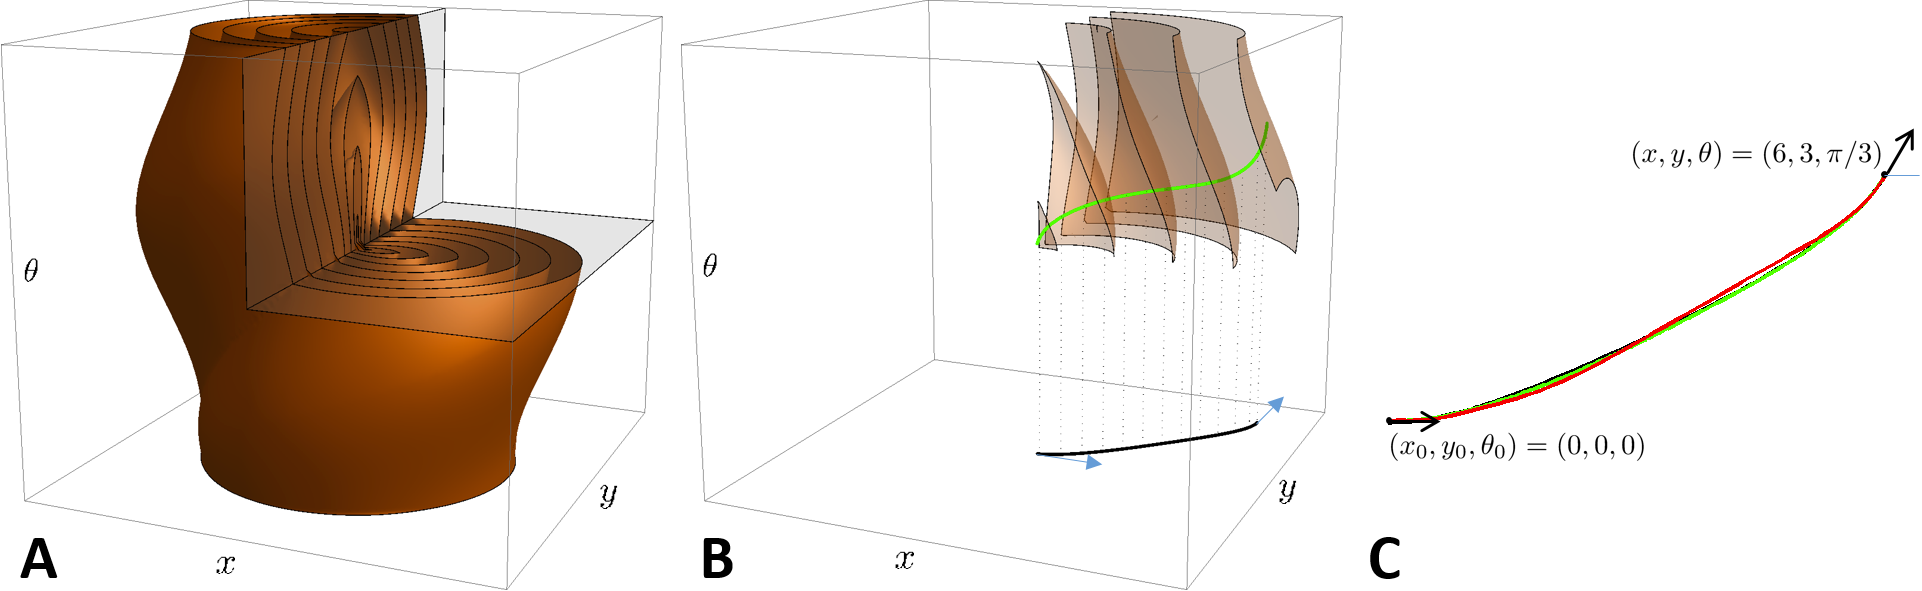 θ
x
y
A
θ
x
y
B
(x, y, θ) = (6, 3, π/3)
(x₀, y₀, θ₀) = (0, 0, 0)
C